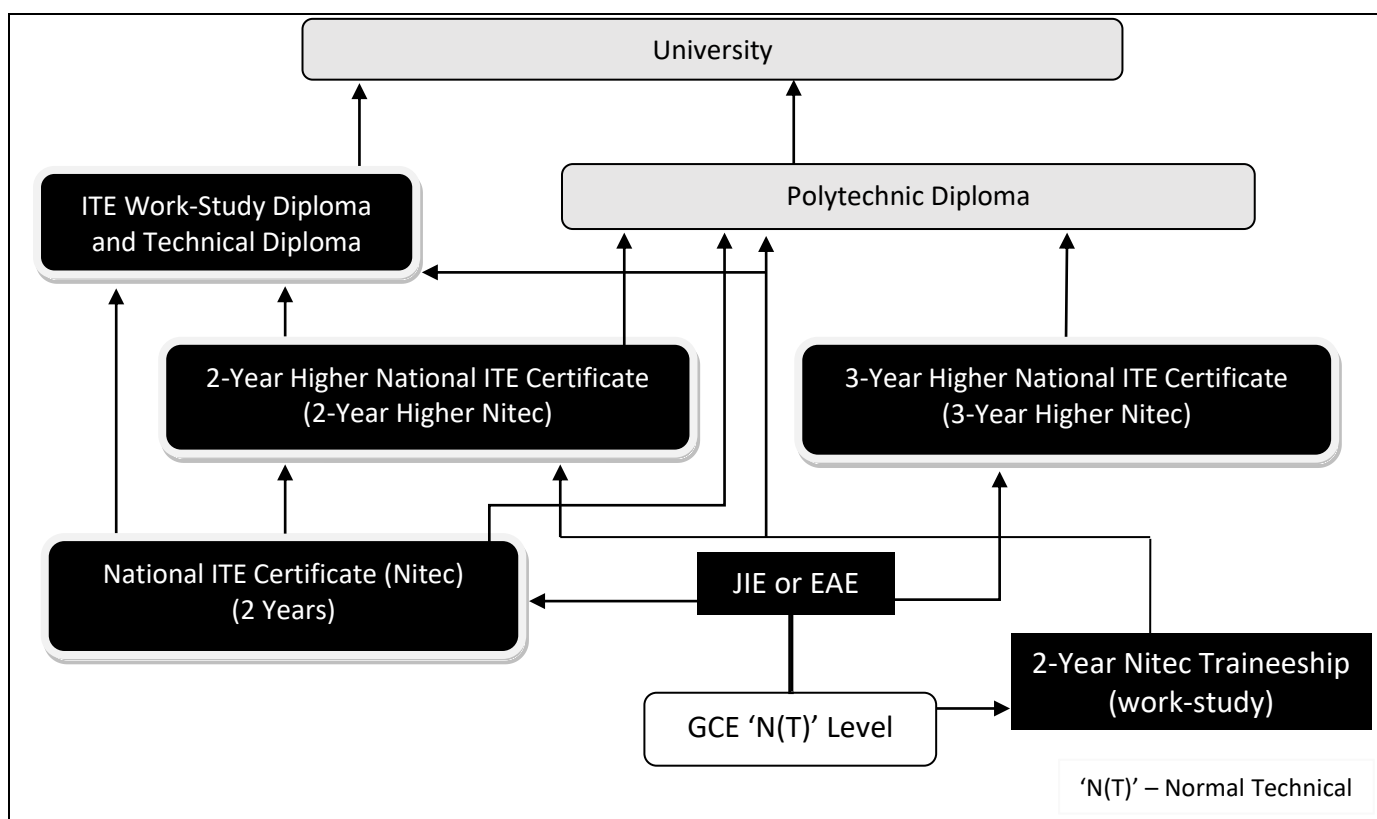 University
Polytechnic Diploma
ITE Work-Study Diploma
and Technical Diploma
2-Year Higher National ITE Certificate
(2-Year Higher Nitec)
3-Year Higher National ITE Certificate
(3-Year Higher Nitec)
National ITE Certificate (Nitec)
(2 Years)
JIE or EAE
2-Year Nitec Traineeship
(work-study)
GCE ‘N(T)’ Level
‘N(T)’ – Normal Technical